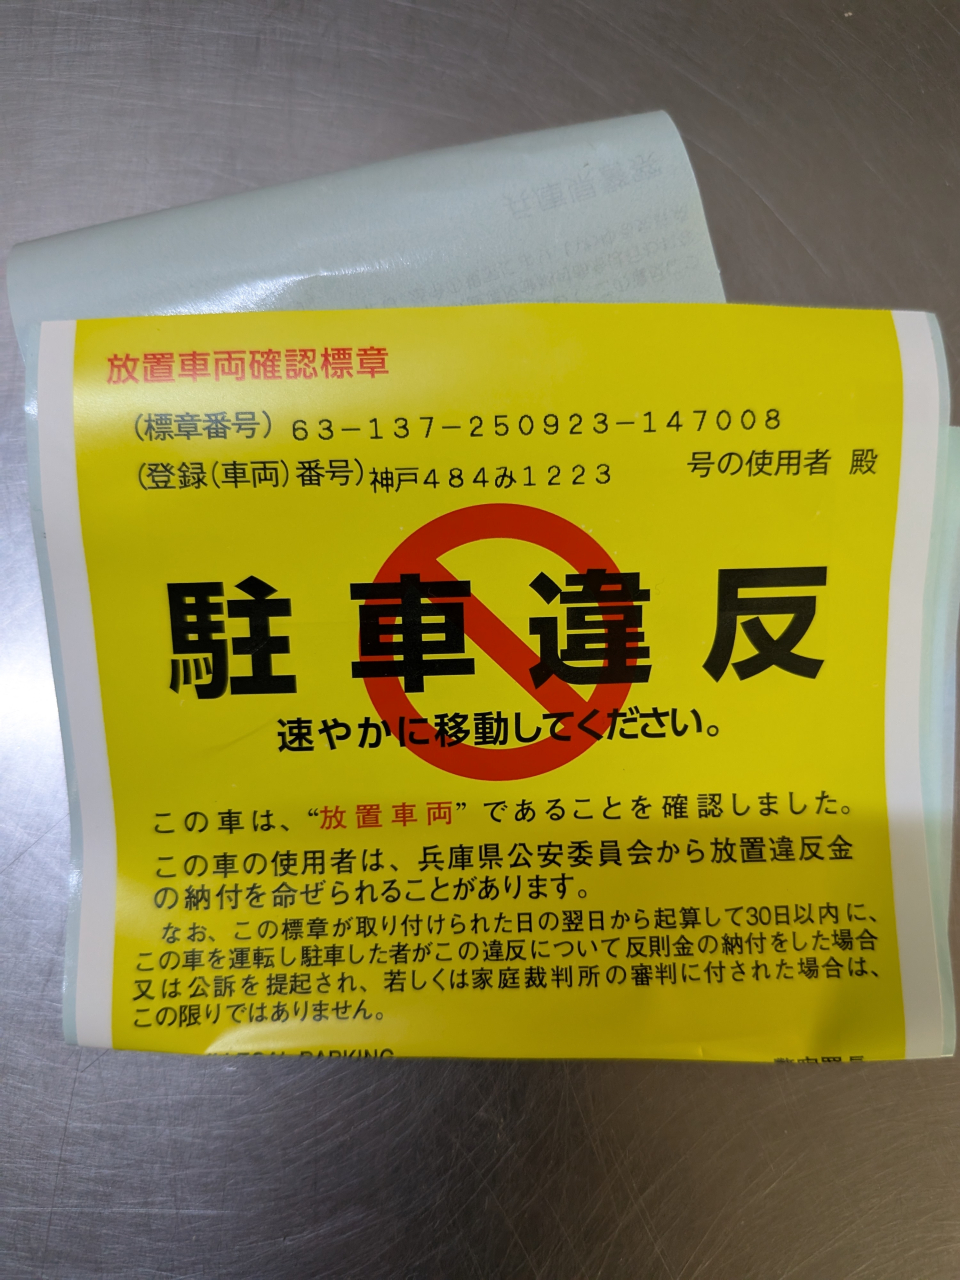 放置車両確認標章
(標章番号) 63-137-250923-147008
(登録(車両)番号)神戸484み1223 号の使用者 殿
駐車違反
速やかに移動してください。
この車は、“放置車両”であることを確認しました。
この車の使用者は、兵庫県公安委員会から放置違反金
の納付を命ぜられることがあります。
なお、この標章が取り付けられた日の翌日から起算して30日以内に、
この車を運転し駐車した者がこの違反について反則金の納付をした場合
又は公訴を提起され、若しくは家庭裁判所の審判に付された場合は、
この限りではありません。
PARKING
警察署長